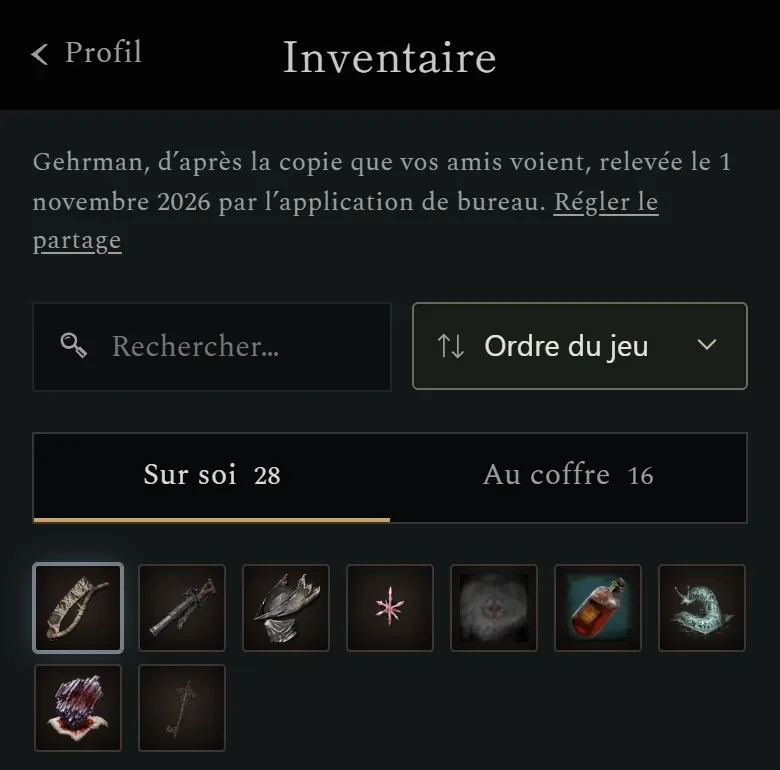 Profil
Inventaire
Gehrman, d’après la copie que vos amis voient, relevée le 1
novembre 2026 par l’application de bureau. Régler le
partage
Rechercher...
Ordre du jeu
Sur soi 28
Au coffre 16